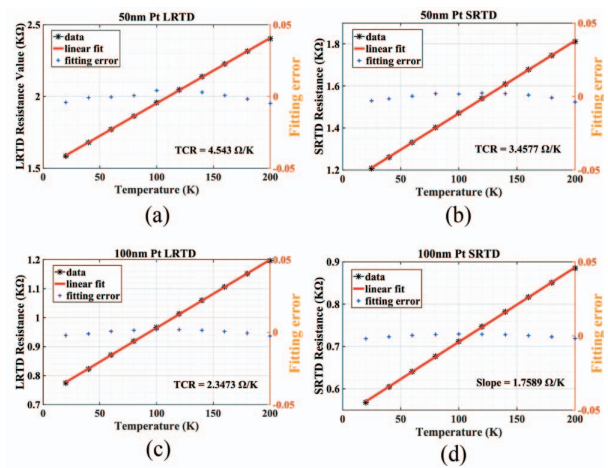 50nm Pt LRTD
2.5
2
1.5
LRTD Resistance Value (KΩ)
data
linear fit
fitting error
TCR = 4.543 Ω/K
0.05
0
-0.05
Fitting error
0 50 100 150 200
Temperature (K)
(a)
50nm Pt SRTD
1.8
1.6
1.4
1.2
SRTD Resistance Value (KΩ)
data
linear fit
fitting error
TCR = 3.4577 Ω/K
0.05
0
-0.05
Fitting error
0 50 100 150 200
Temperature (K)
(b)
100nm Pt LRTD
1.2
1.1
1
0.9
0.8
0.7
LRTD Resistance (KΩ)
data
linear fit
fitting error
TCR = 2.3473 Ω/K
0.05
0
-0.05
Fitting error
0 50 100 150 200
Temperature (K)
(c)
100nm Pt SRTD
0.9
0.8
0.7
0.6
SRTD Resistance (KΩ)
data
linear fit
fitting error
Slope = 1.7589 Ω/K
0.05
0
-0.05
Fitting error
0 50 100 150 200
Temperature (K)
(d)